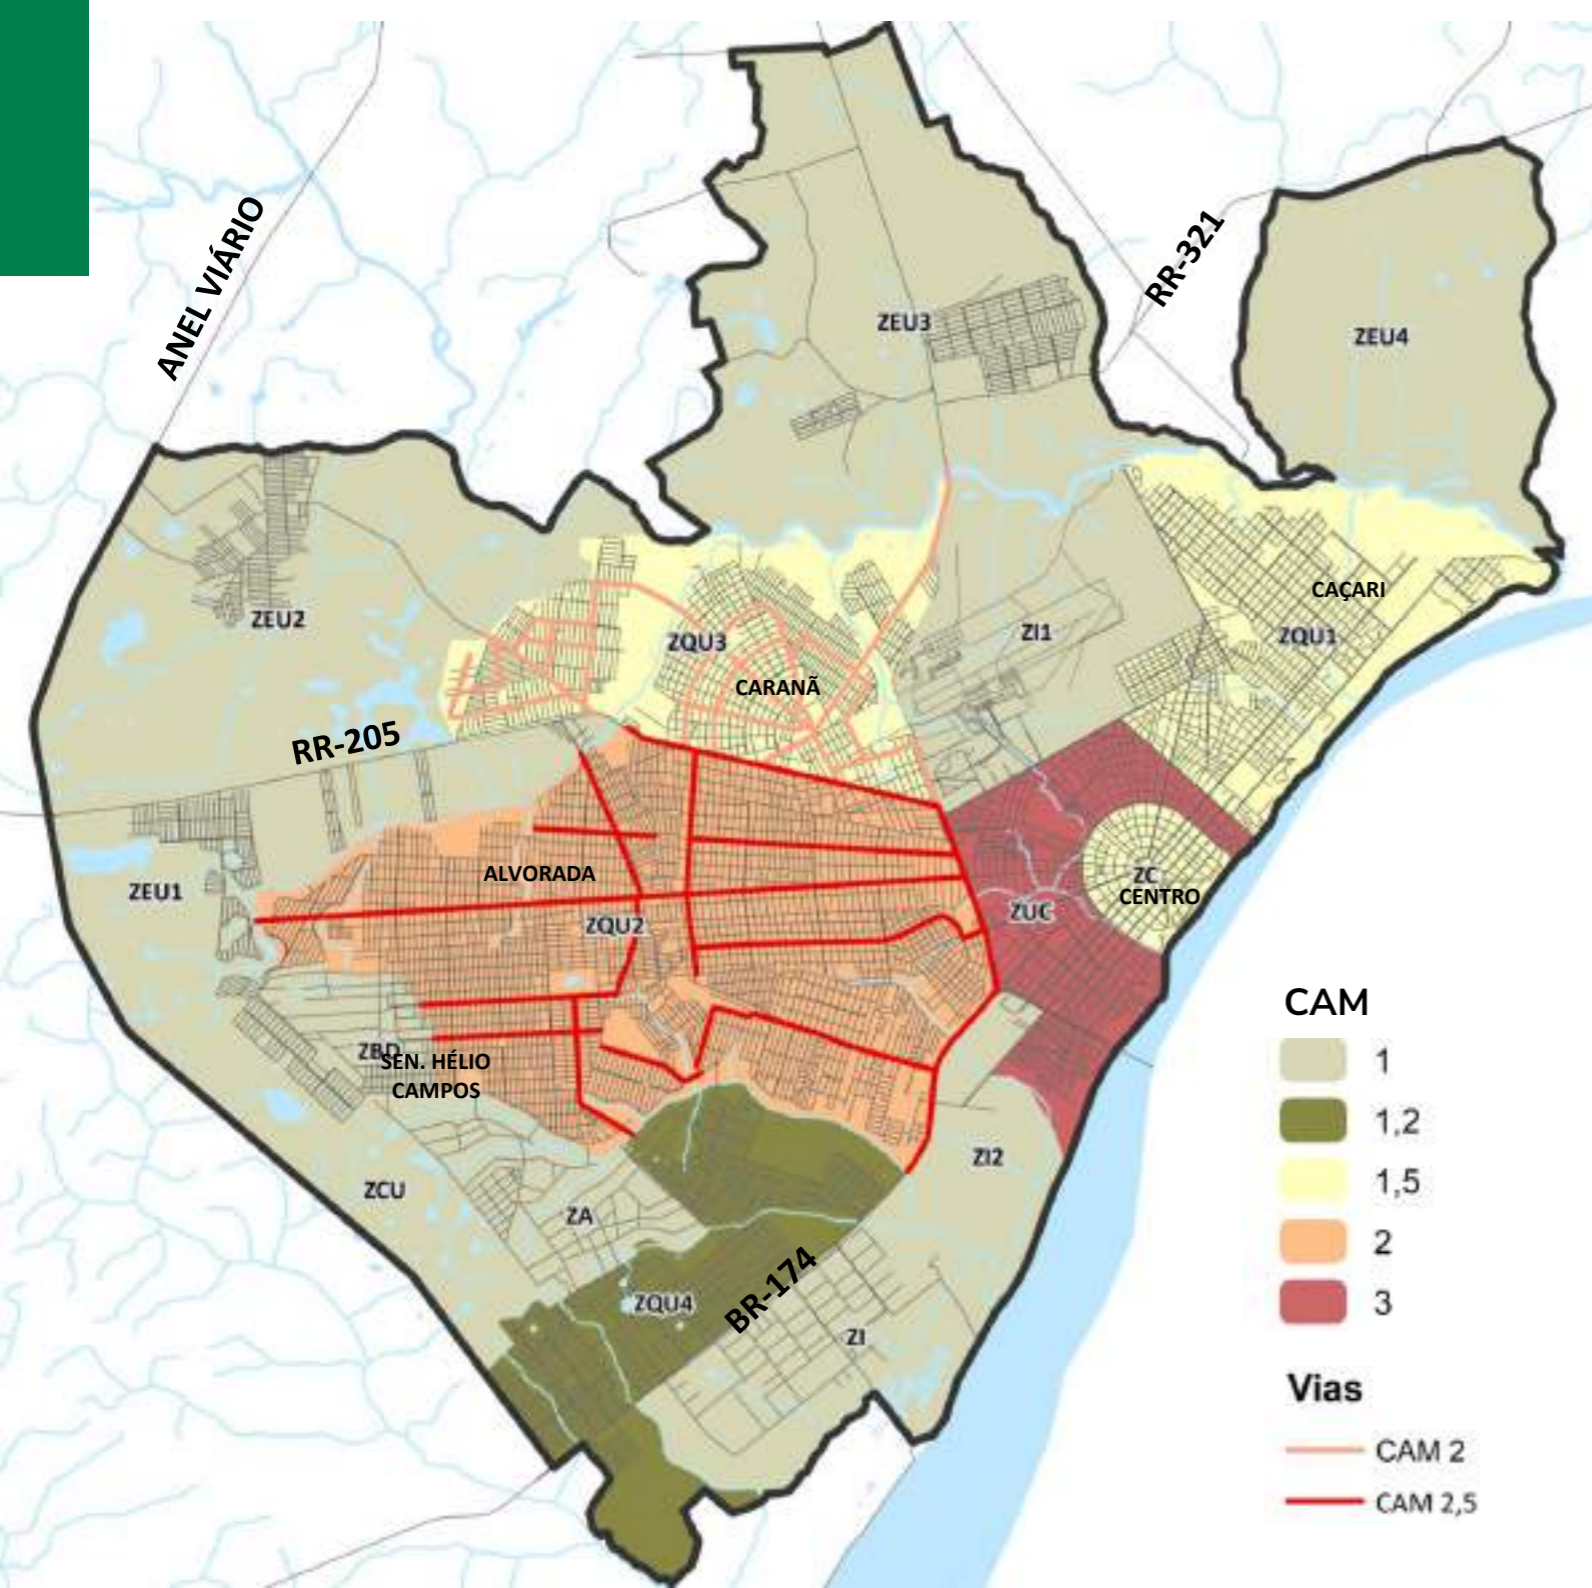 ANEL VIÁRIO
RR-321
ZEU3
ZEU4
CAÇARI
ZEU2
ZI1
ZQU1
ZQU3
CARANÃ
RR-205
ALVORADA
ZEU1
ZC
CENTRO
ZUC
ZQU2
ZBD
SEN. HÉLIO
CAMPOS
ZI2
ZCU
ZA
BR-174
ZQU4
ZI
CAM
1
1,2
1,5
2
3
Vias
CAM 2
CAM 2,5